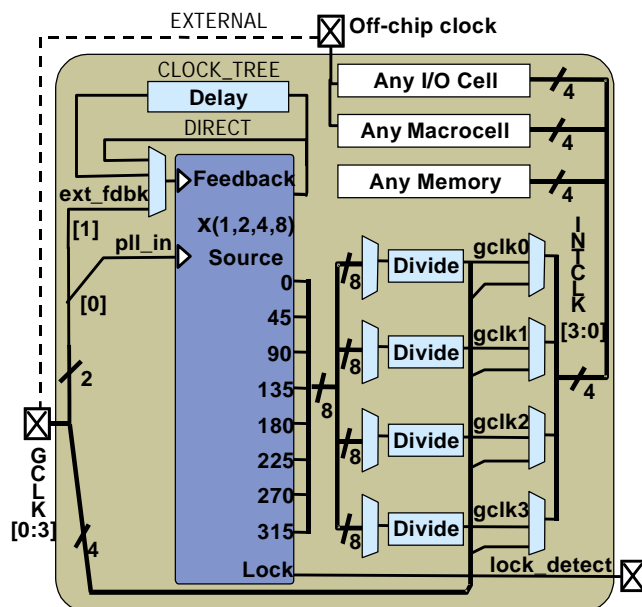 EXTERNAL
Off-chip clock
CLOCK_TREE
Delay
DIRECT
Any I/O Cell
4
Any Macrocell
4
Any Memory
4
ext_fdbk
Feedback
[1]
X(1,2,4,8)
pll_in
Source
[0]
0
45
90
135
180
225
270
315
Lock
8
8
Divide
gclk0
8
Divide
gclk1
8
Divide
gclk2
8
Divide
gclk3
INTCLK
[3:0]
4
2
GCLK
[0:3]
4
lock_detect